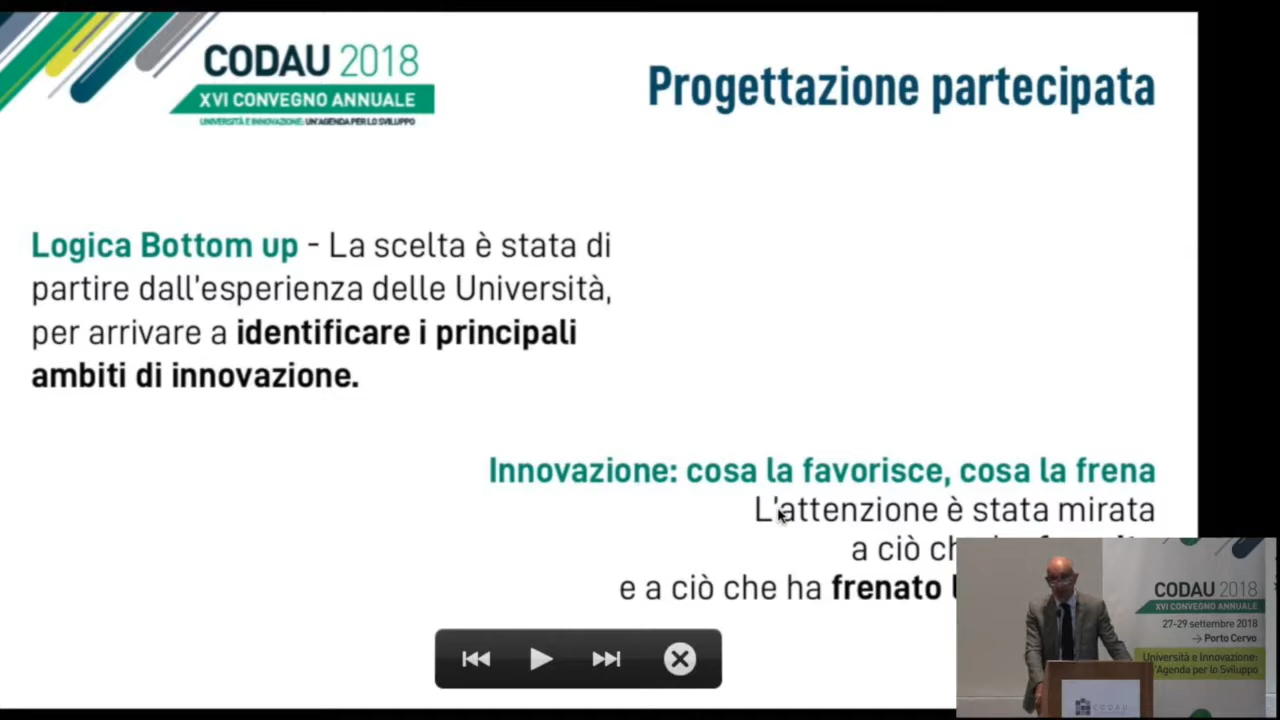 CODAU 2018
XVI CONVEGNO ANNUALE
UNIVERSITÀ E INNOVAZIONE: UN'AGENDA PER LO SVILUPPO
Progettazione partecipata
Logica Bottom up - La scelta è stata di
partire dall'esperienza delle Università,
per arrivare a identificare i principali
ambiti di innovazione.
Innovazione: cosa la favorisce, cosa la frena
L'attenzione è stata mirata
a ciò
e a ciò che ha frenato
CODAU 2018
XVI CONVEGNO ANNUALE
27-29 settembre 2018
→ Porto Cervo
Università e Innovazione:
Agenda per lo Sviluppo
CODAU